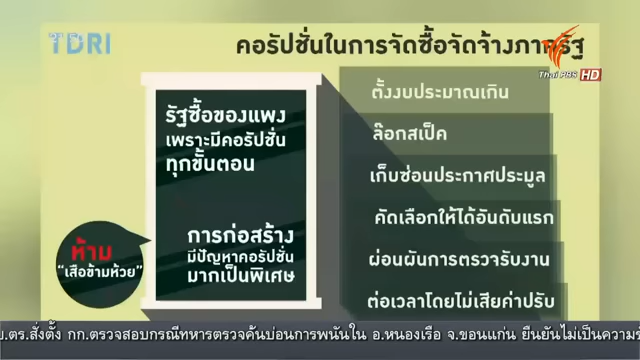 TDRI
คอรัปชั่นในการจัดซื้อจัดจ้างภาครัฐ
Thai PBS HD
รัฐซื้อของแพง
เพราะมีคอรัปชั่น
ทุกขั้นตอน
การก่อสร้าง
มีปัญหาคอรัปชั่น
มากเป็นพิเศษ
ห้าม
“เสือข้ามห้วย”
ตั้งงบประมาณเกิน
ล๊อกสเป็ค
เก็บซ่อนประกาศประมูล
คัดเลือกให้ได้อันดับแรก
ผ่อนผันการตรวจรับงาน
ต่อเวลาโดยไม่เสียค่าปรับ
บ.ตร.สั่งตั้ง กก.ตรวจสอบกรณีทหารตรวจค้นบ่อนการพนันใน อ.หนองเรือ จ.ขอนแก่น ยืนยันไม่เป็นความ